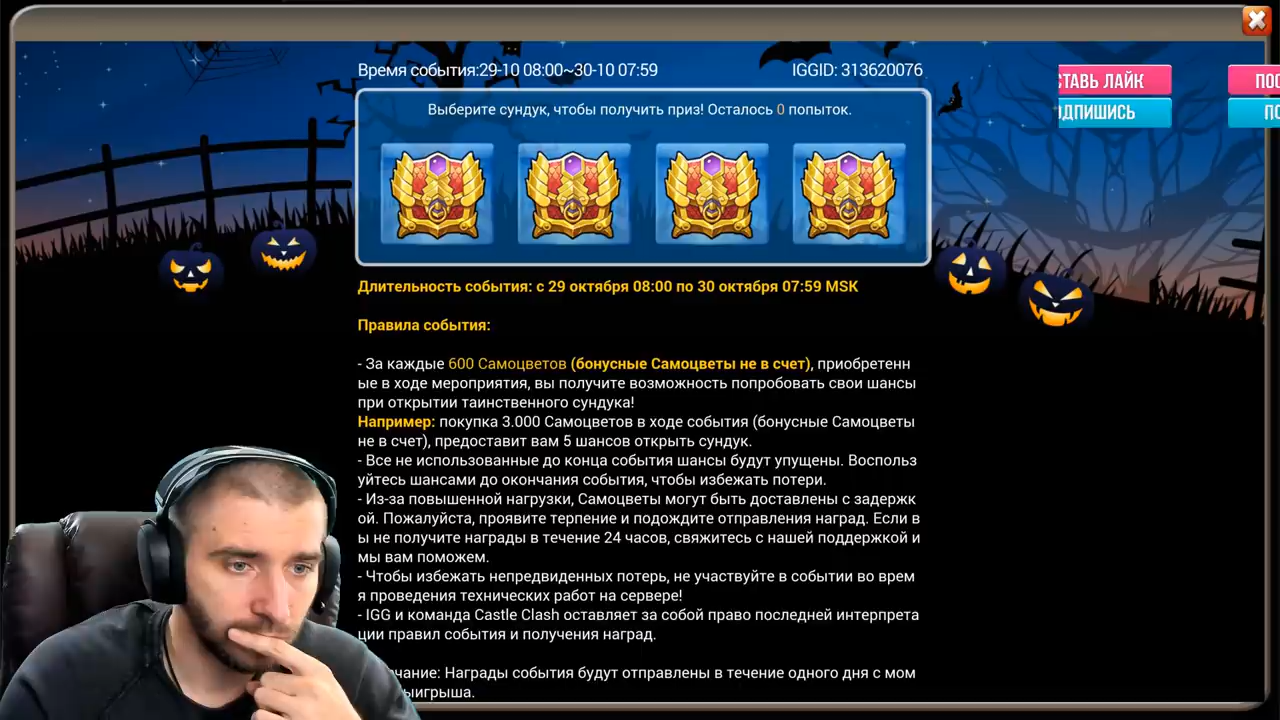 Время события:29-10 08:00~30-10 07:59
IGGID: 313620076
ТАВЬ ЛАЙК
ПОС
ОДПИШИСЬ
ПО
Выберите сундук, чтобы получить приз! Осталось 0 попыток.
Длительность события: с 29 октября 08:00 по 30 октября 07:59 MSK
Правила события:
- За каждые 600 Самоцветов (бонусные Самоцветы не в счет), приобретенн
ые в ходе мероприятия, вы получите возможность попробовать свои шансы
при открытии таинственного сундука!
Например: покупка 3.000 Самоцветов в ходе события (бонусные Самоцветы
не в счет), предоставит вам 5 шансов открыть сундук.
- Все не использованные до конца события шансы будут упущены. Воспольз
уйтесь шансами до окончания события, чтобы избежать потери.
- Из-за повышенной нагрузки, Самоцветы могут быть доставлены с задержк
ой. Пожалуйста, проявите терпение и подождите отправления наград. Если в
ы не получите награды в течение 24 часов, свяжитесь с нашей поддержкой и
мы вам поможем.
- Чтобы избежать непредвиденных потерь, не участвуйте в событии во врем
я проведения технических работ на сервере!
- IGG и команда Castle Clash оставляет за собой право последней интерпрета
ции правил события и получения наград.
чание: Награды события будут отправлены в течение одного дня с мом
ыигрыша.